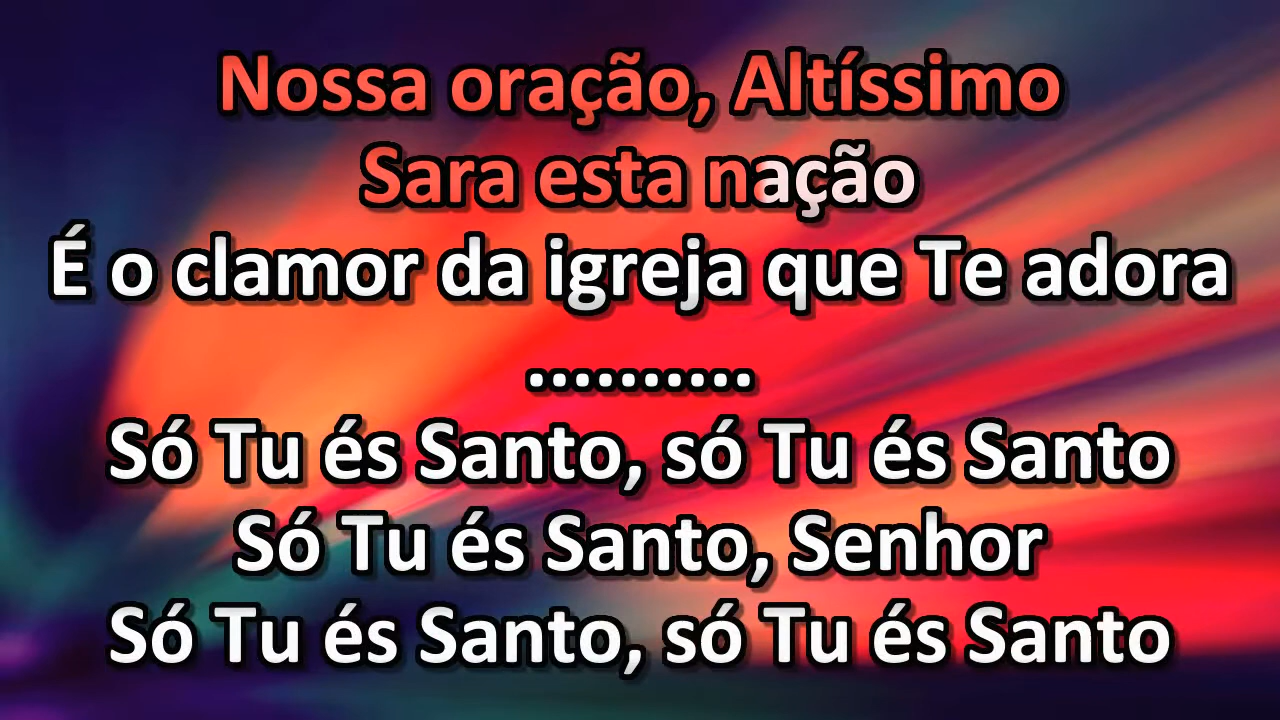 Nossa oração, Altíssimo
Sara esta nação
É o clamor da igreja que Te adora
..........
Só Tu és Santo, só Tu és Santo
Só Tu és Santo, Senhor
Só Tu és Santo, só Tu és Santo